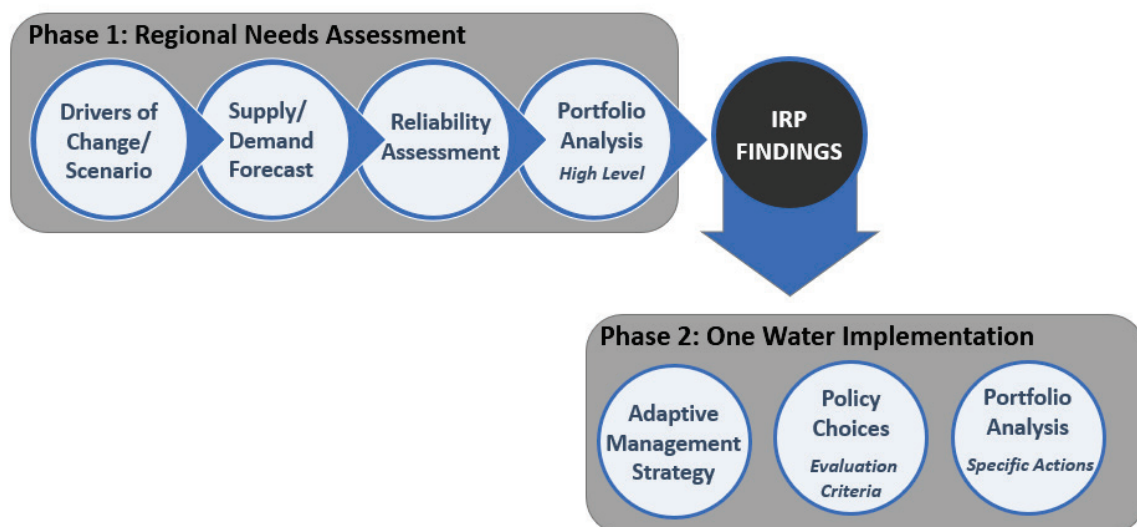 Phase 1: Regional Needs Assessment
Drivers of
Change/
Scenario
Supply/
Demand
Forecast
Reliability
Assessment
Portfolio
Analysis
High Level
IRP
FINDINGS
Phase 2: One Water Implementation
Adaptive
Management
Strategy
Policy
Choices
Evaluation
Criteria
Portfolio
Analysis
Specific Actions